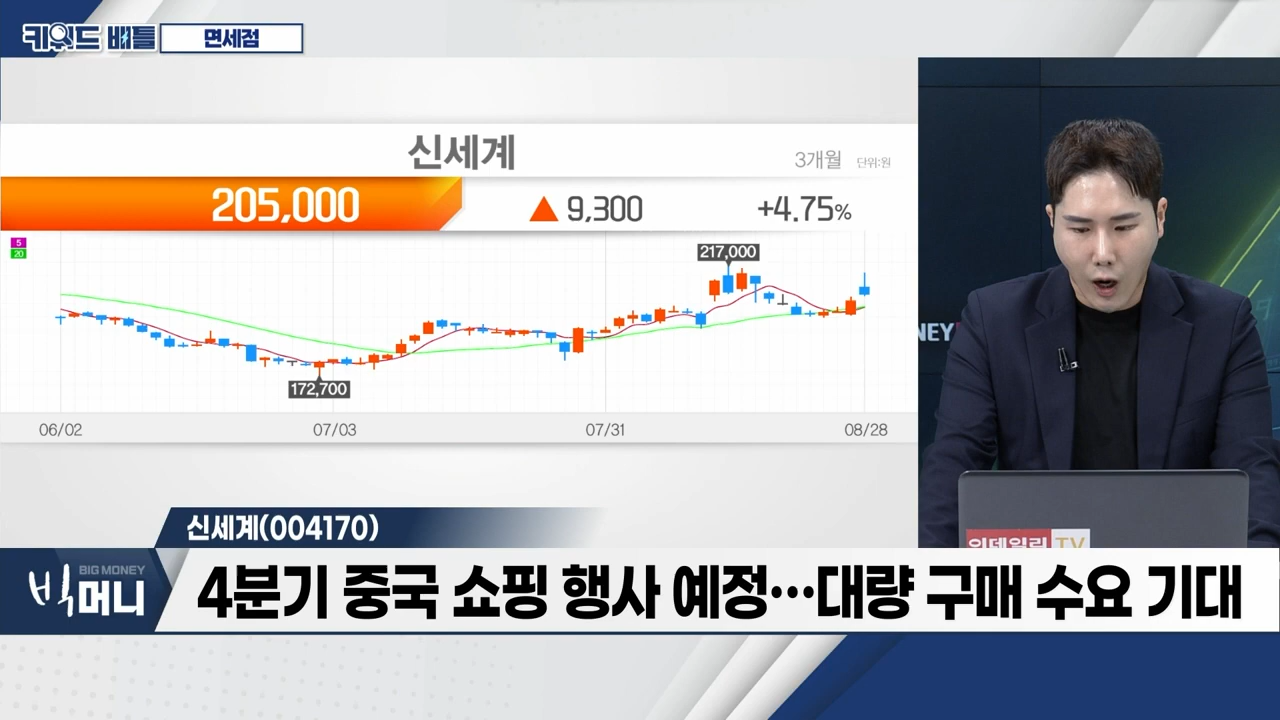 키워드 배틀
면세점
신세계
3개월 단위:원
205,000
▲ 9,300
+4.75%
5
20
217,000
172,700
06/02
07/03
07/31
08/28
NEY
이데일리 TV
신세계(004170)
BIG MONEY
빅머니
4분기 중국 쇼핑 행사 예정…대량 구매 수요 기대